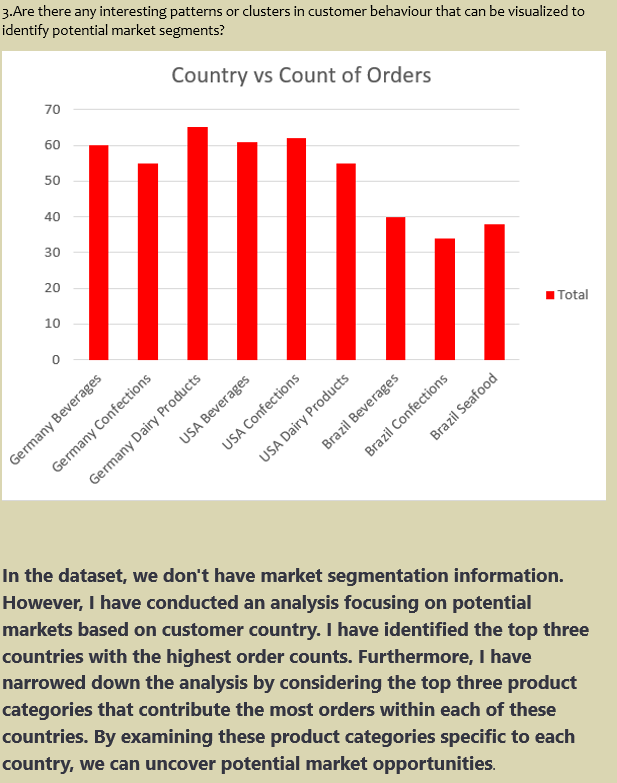 3.Are there any interesting patterns or clusters in customer behaviour that can be visualized to
identify potential market segments?
Country vs Count of Orders
70
60
50
40
30
20
10
0
Total
Germany Beverages
Germany Confections
Germany Dairy Products
USA Beverages
USA Confections
USA Dairy Products
Brazil Beverages
Brazil Confections
Brazil Seafood
In the dataset, we don't have market segmentation information.
However, I have conducted an analysis focusing on potential
markets based on customer country. I have identified the top three
countries with the highest order counts. Furthermore, I have
narrowed down the analysis by considering the top three product
categories that contribute the most orders within each of these
countries. By examining these product categories specific to each
country, we can uncover potential market opportunities.